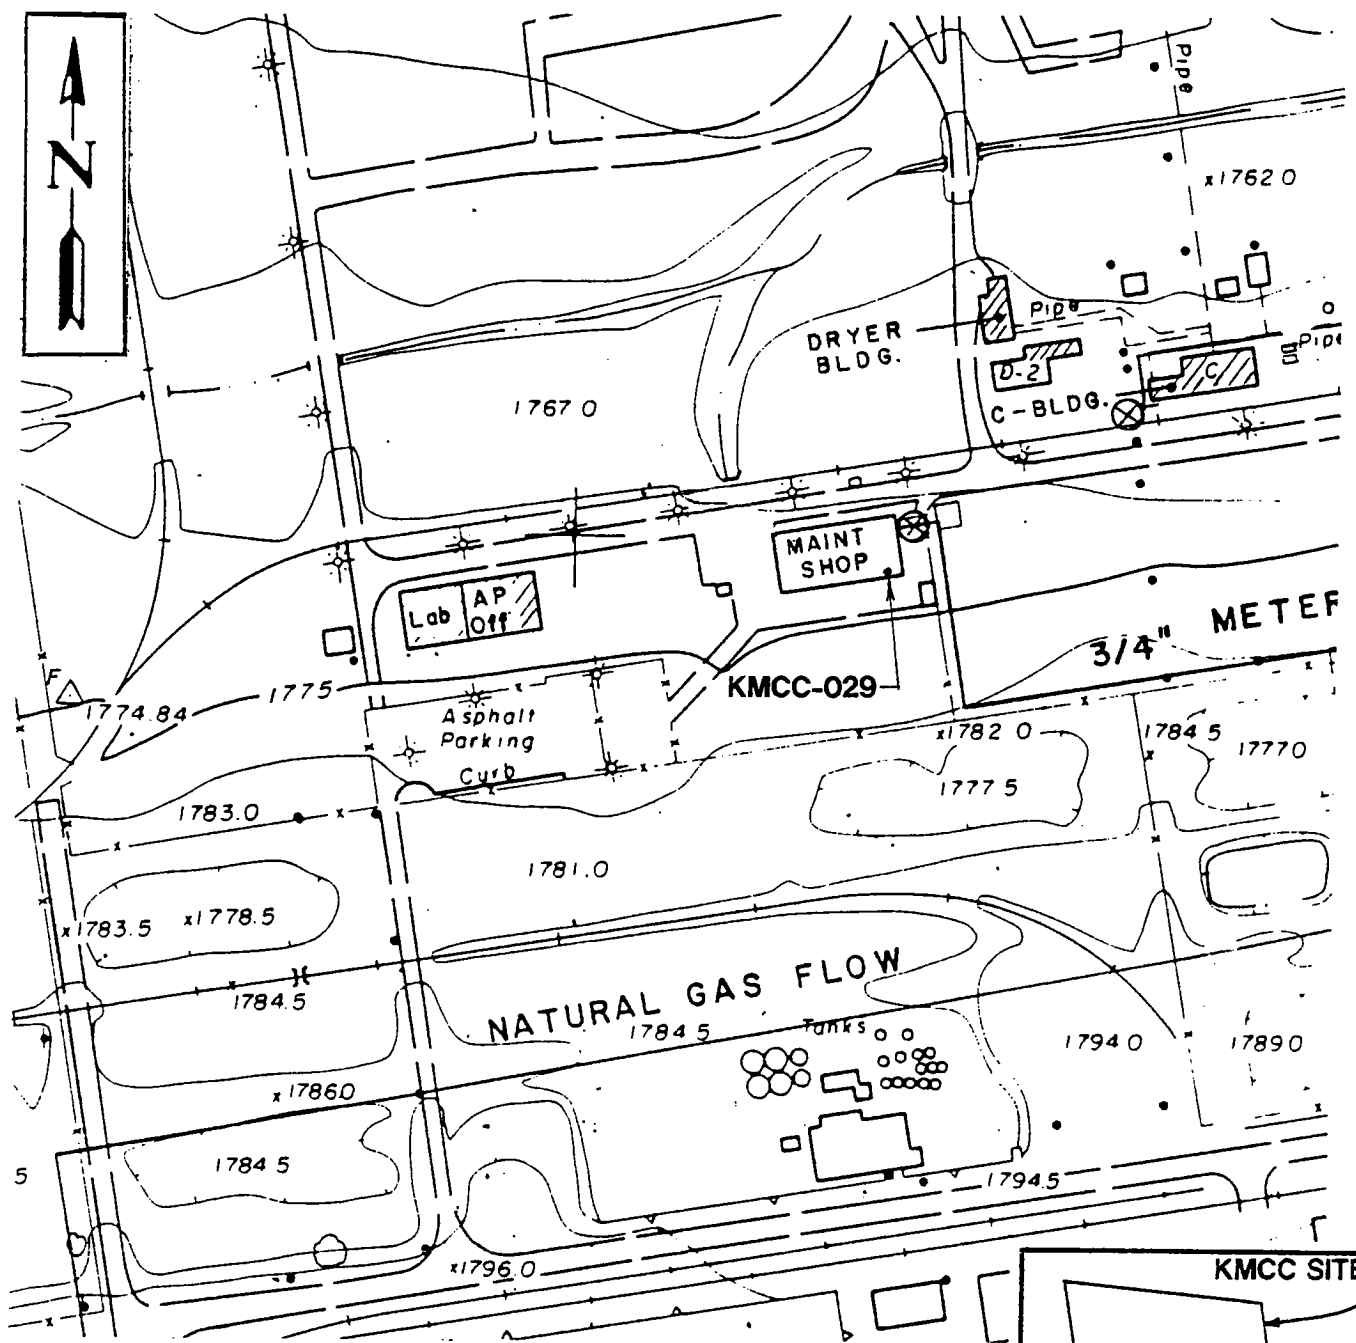 N
Pipe
x1762.0
DRYER
BLDG.
Pipe
Pipe
D-2
C
C-BLDG.
1767.0
MAINT
SHOP
Lab
AP
Off
3/4" METER
KMCC-029
F
1774.84
1775
Asphalt
Parking
Curb
x1782.0
1784.5
1777.0
1777.5
1783.0
1781.0
x1783.5
x1778.5
1784.5
NATURAL GAS FLOW
1784.5
Tanks
1794.0
1789.0
x1786.0
1784.5
5
1794.5
x1796.0
KMCC SITE